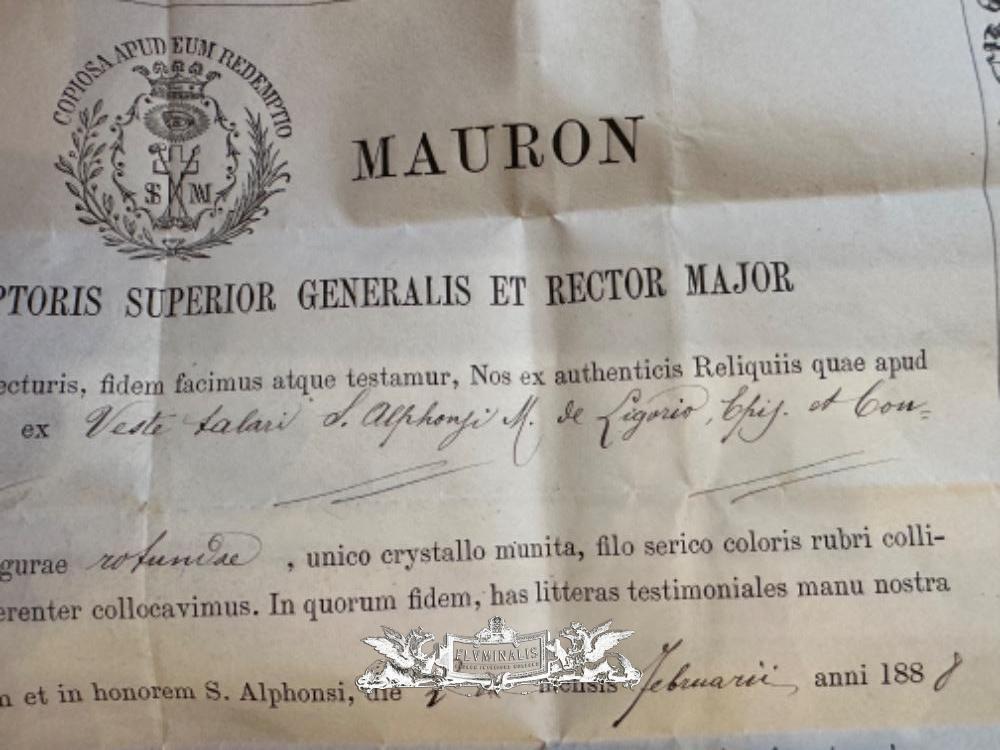 COPIOSA APUD EUM REDEMPTIO
MAURON
PTORIS SUPERIOR GENERALIS ET RECTOR MAJOR
ecturis, fidem facimus atque testamur, Nos ex authenticis Reliquiis quae apud
ex Veste talari S. Alphonsi M. de Ligorio, Epis. et Con=
gurae rotundae, unico crystallo munita, filo serico coloris rubri colli-
erenter collocavimus. In quorum fidem, has litteras testimoniales manu nostra
FLVMINALIS
n et in honorem S. Alphonsi, die mensis Februarii anni 1888